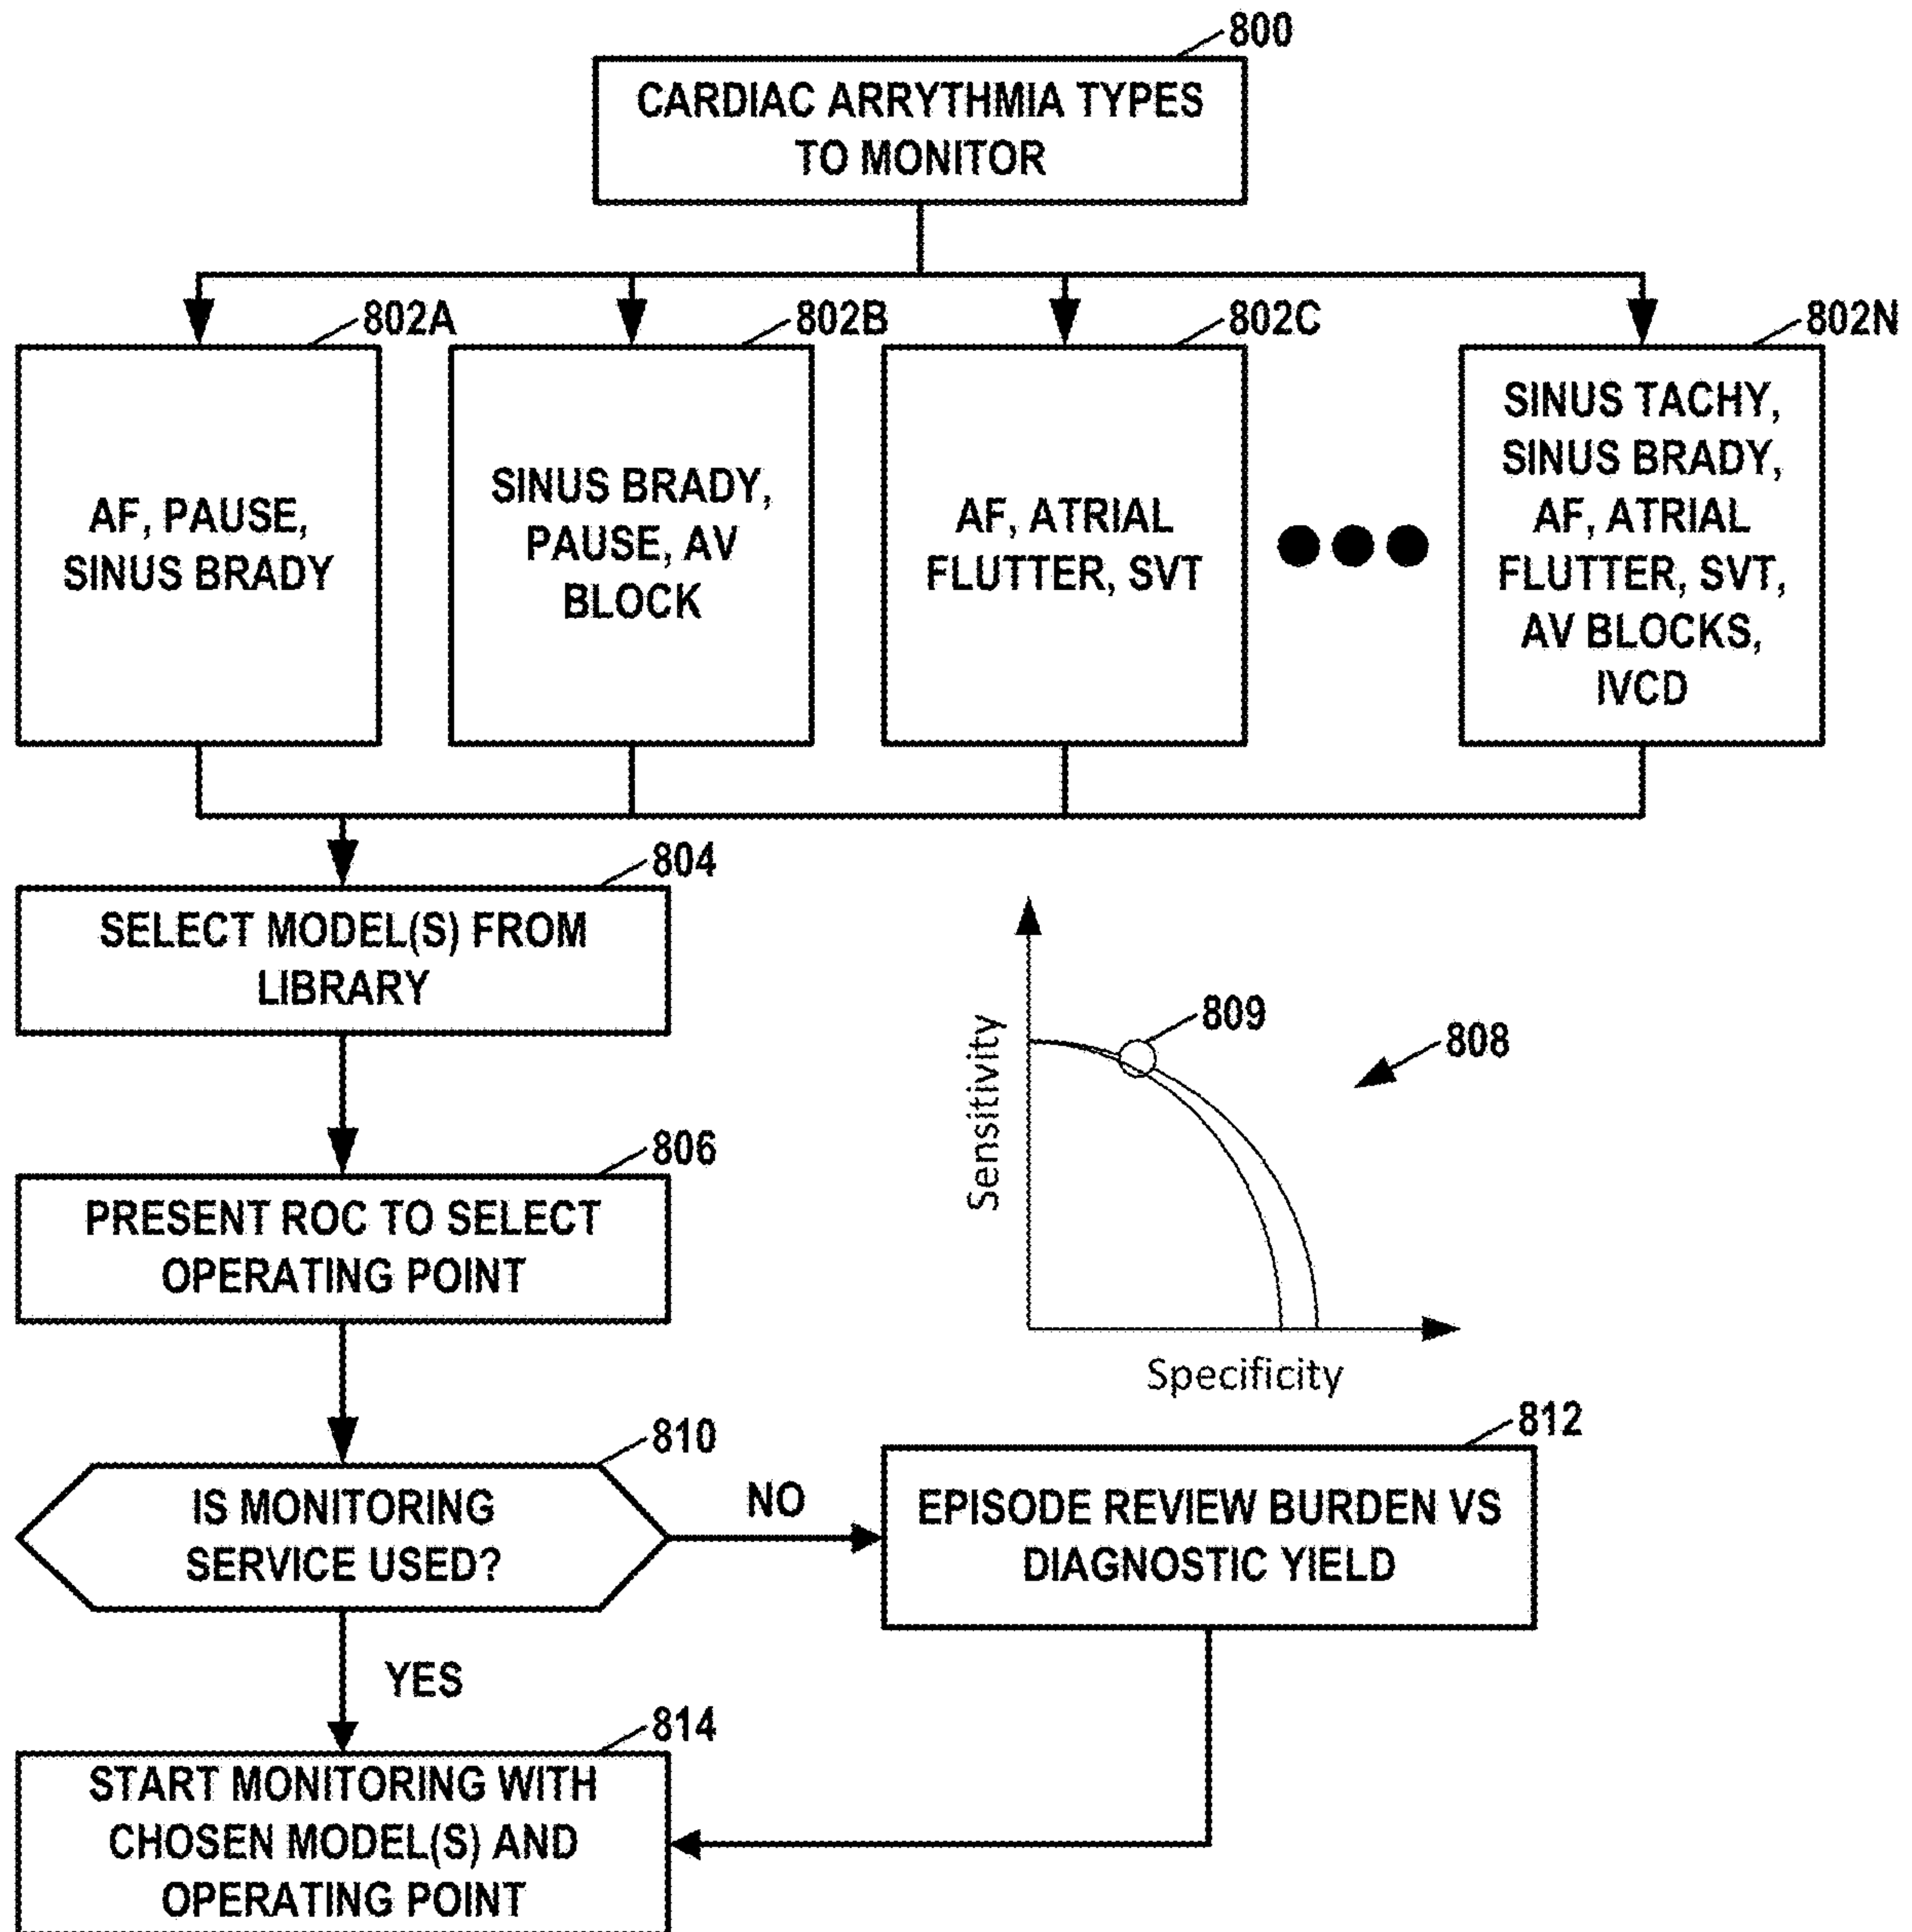 800
CARDIAC ARRYTHMIA TYPES
TO MONITOR
802A
802B
802C
802N
AF, PAUSE,
SINUS BRADY
SINUS BRADY,
PAUSE, AV
BLOCK
AF, ATRIAL
FLUTTER, SVT
SINUS TACHY,
SINUS BRADY,
AF, ATRIAL
FLUTTER, SVT,
AV BLOCKS,
IVCD
804
SELECT MODEL(S) FROM
LIBRARY
806
PRESENT ROC TO SELECT
OPERATING POINT
Sensitivity
809
808
Specificity
810
IS MONITORING
SERVICE USED?
NO
812
EPISODE REVIEW BURDEN VS
DIAGNOSTIC YIELD
YES
814
START MONITORING WITH
CHOSEN MODEL(S) AND
OPERATING POINT